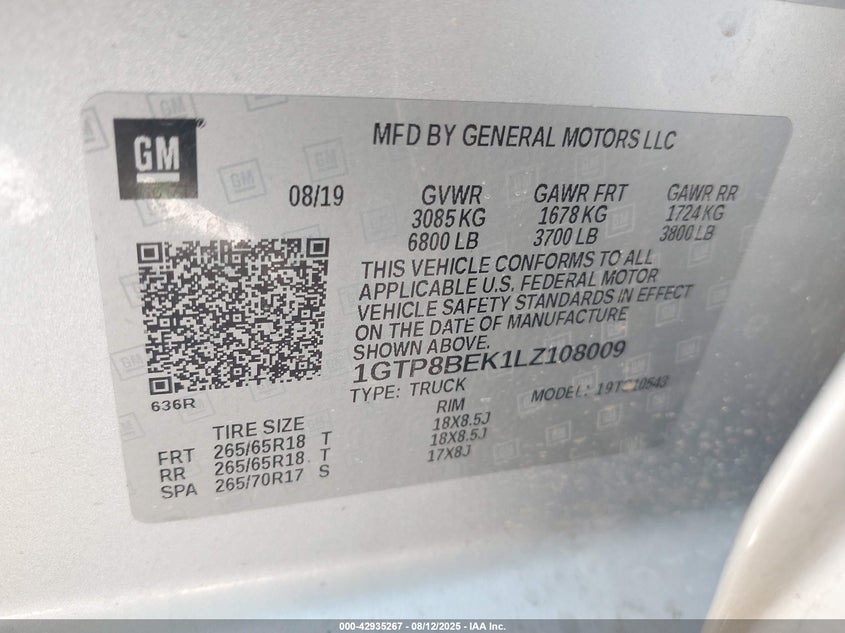 GM
MFD BY GENERAL MOTORS LLC
08/19 GVWR GAWR FRT GAWR RR
3085 KG 1678 KG 1724 KG
6800 LB 3700 LB 3800 LB
THIS VEHICLE CONFORMS TO ALL
APPLICABLE U.S. FEDERAL MOTOR
VEHICLE SAFETY STANDARDS IN EFFECT
ON THE DATE OF MANUFACTURE
SHOWN ABOVE.
1GTP8BEK1LZ108009
TYPE: TRUCK MODEL:
636R
TIRE SIZE RIM
FRT 265/65R18 T 18X8.5J
RR 265/65R18 T 18X8.5J
SPA 265/70R17 S 17X8J
000-42935267 - 08/12/2025 - IAA Inc.